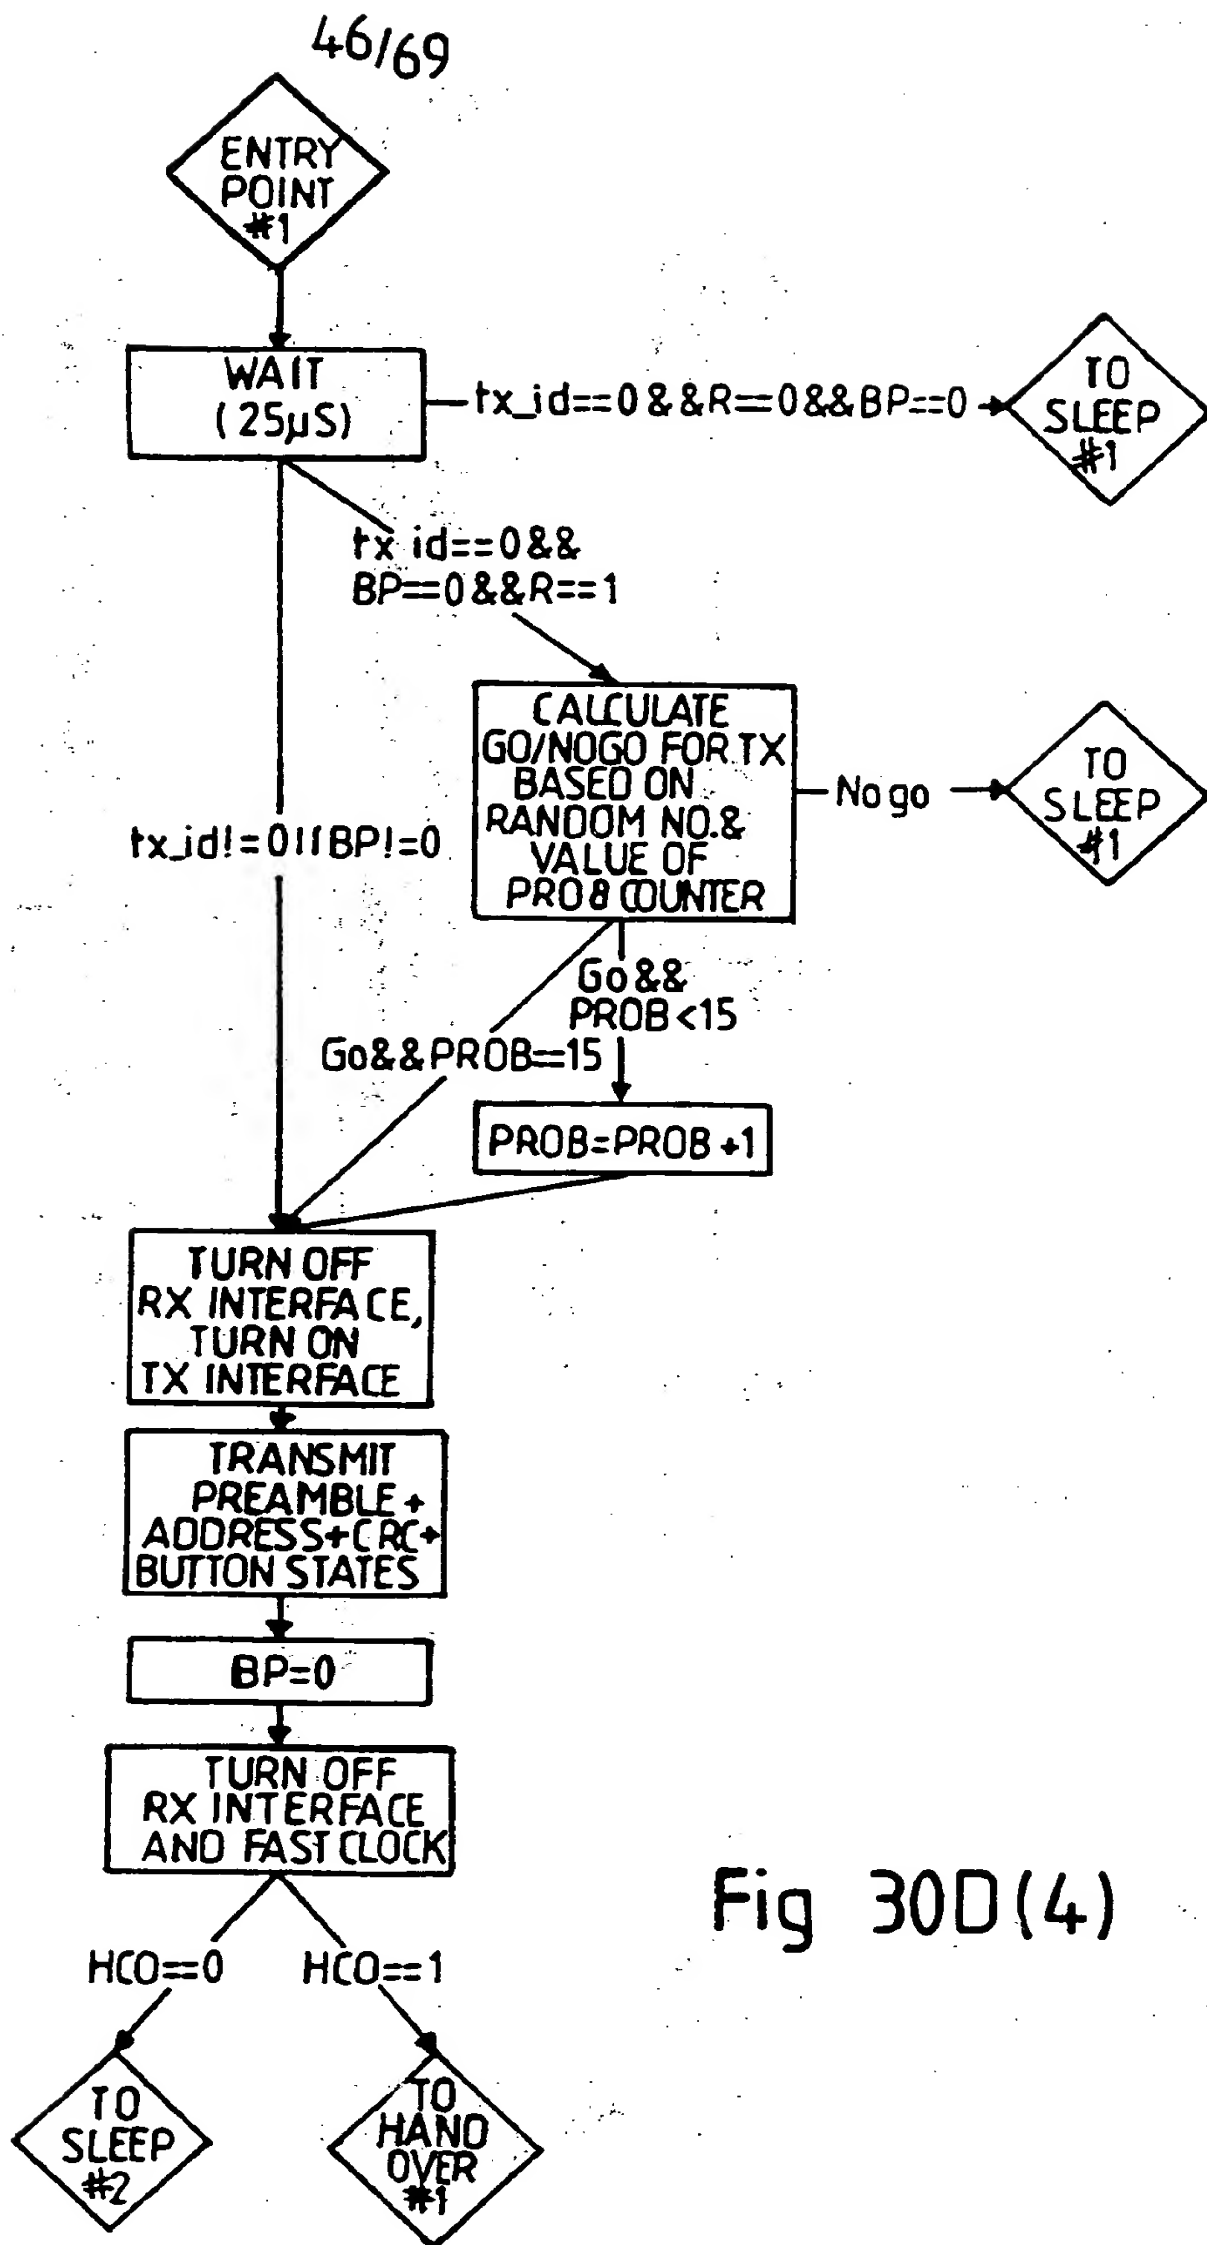 46/69
ENTRY
POINT
#1
WAIT
(25µS)
tx_id==0&&R==0&&BP==0
TO
SLEEP
#1
tx id==0&&
BP==0&&R==1
CALCULATE
GO/NOGO FOR TX
BASED ON
RANDOM NO.&
VALUE OF
PRO8 COUNTER
No go
TO
SLEEP
#1
tx_id!=0!!BP!=0
Go&&
PROB<15
Go&&PROB==15
PROB=PROB+1
TURN OFF
RX INTERFACE,
TURN ON
TX INTERFACE
TRANSMIT
PREAMBLE+
ADDRESS+CRC+
BUTTON STATES
BP=0
TURN OFF
RX INTERFACE
AND FAST CLOCK
HCO==0
HCO==1
TO
SLEEP
#2
TO
HAND
OVER
#1
Fig 30D(4)